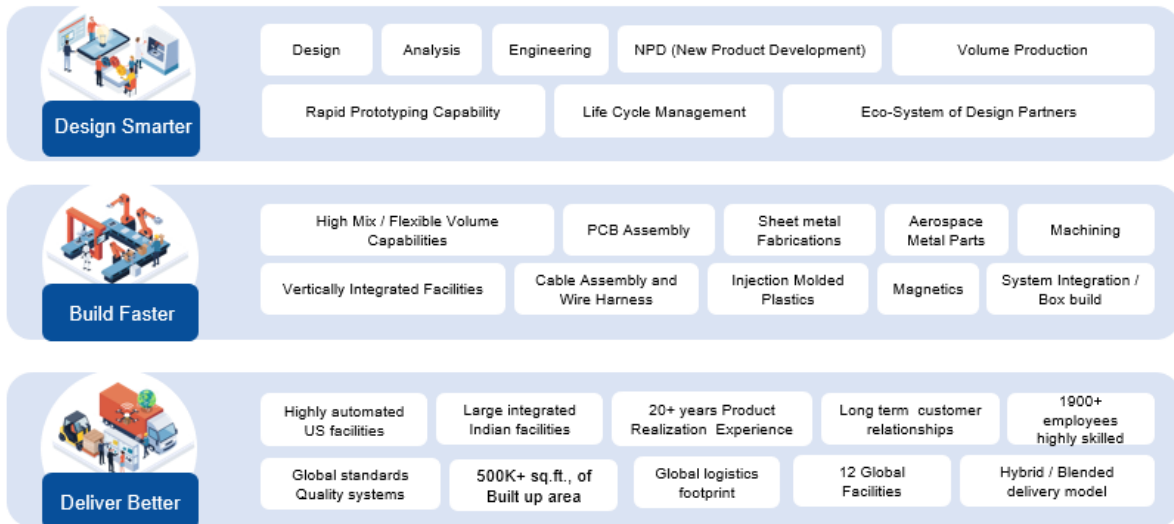 Design Smarter
Design
Analysis
Engineering
NPD (New Product Development)
Volume Production
Rapid Prototyping Capability
Life Cycle Management
Eco-System of Design Partners
Build Faster
High Mix / Flexible Volume
Capabilities
PCB Assembly
Sheet metal
Fabrications
Aerospace
Metal Parts
Machining
Vertically Integrated Facilities
Cable Assembly and
Wire Harness
Injection Molded
Plastics
Magnetics
System Integration /
Box build
Deliver Better
Highly automated
US facilities
Large integrated
Indian facilities
20+ years Product
Realization Experience
Long term customer
relationships
1900+
employees
highly skilled
Global standards
Quality systems
500K+ sq.ft., of
Built up area
Global logistics
footprint
12 Global
Facilities
Hybrid / Blended
delivery model